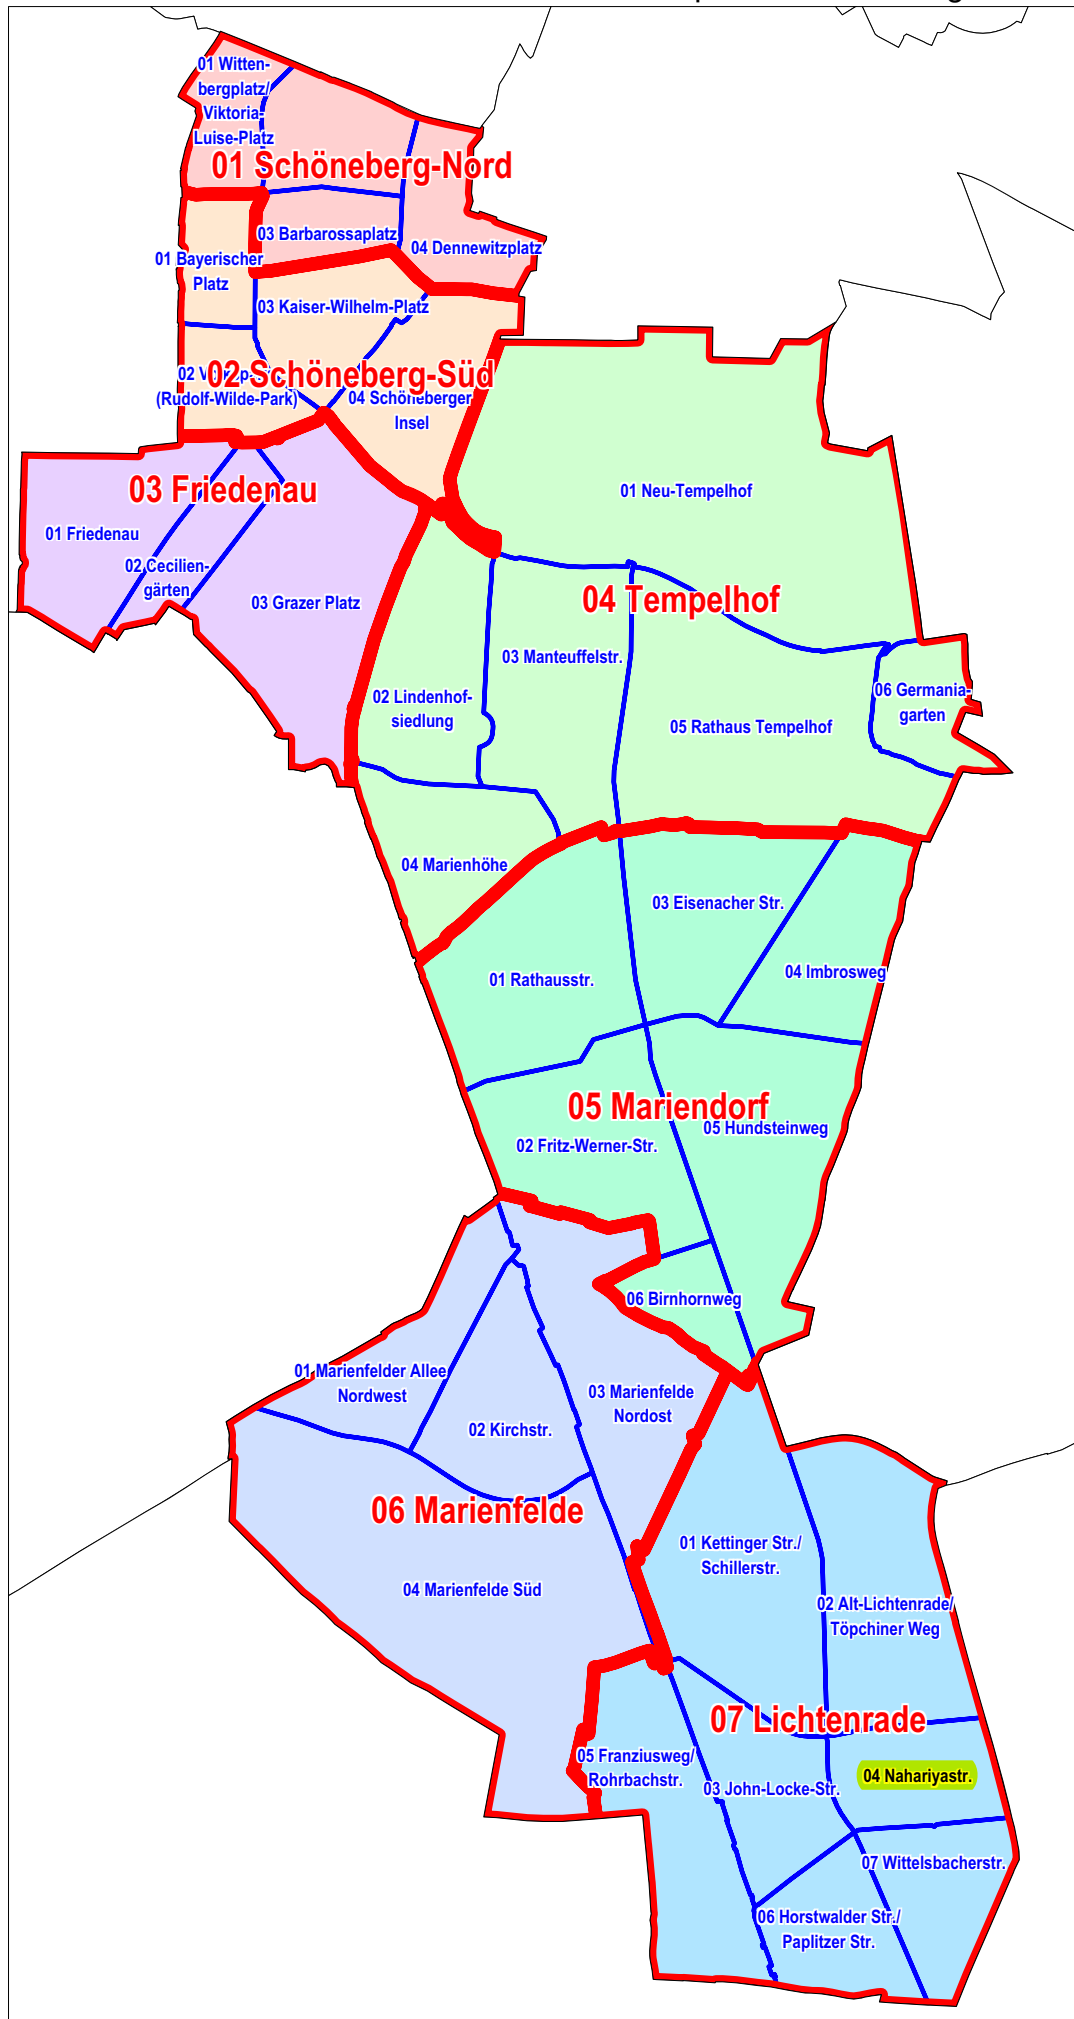 01 Witten-
bergplatz/
Viktoria-
Luise-Platz
01 Schöneberg-Nord
03 Barbarossaplatz
04 Dennewitzplatz
01 Bayerischer
Platz
03 Kaiser-Wilhelm-Platz
02 Schöneberg-Süd
02
(Rudolf-Wilde-Park)
04 Schöneberger
Insel
03 Friedenau
01 Friedenau
02 Cecilien-
gärten
03 Grazer Platz
01 Neu-Tempelhof
04 Tempelhof
03 Manteuffelstr.
02 Lindenhof-
siedlung
06 Germania-
garten
05 Rathaus Tempelhof
04 Marienhöhe
03 Eisenacher Str.
01 Rathausstr.
04 Imbrosweg
05 Mariendorf
05 Hundsteinweg
02 Fritz-Werner-Str.
06 Birnhornweg
01 Marienfelder Allee
Nordwest
03 Marienfelde
Nordost
02 Kirchstr.
06 Marienfelde
04 Marienfelde Süd
01 Kettinger Str./
Schillerstr.
02 Alt-Lichtenrade/
Töpchiner Weg
07 Lichtenrade
05 Franziusweg/
Rohrbachstr.
03 John-Locke-Str.
04 Nahariyastr.
07 Wittelsbacherstr.
06 Horstwalder Str./
Paplitzer Str.